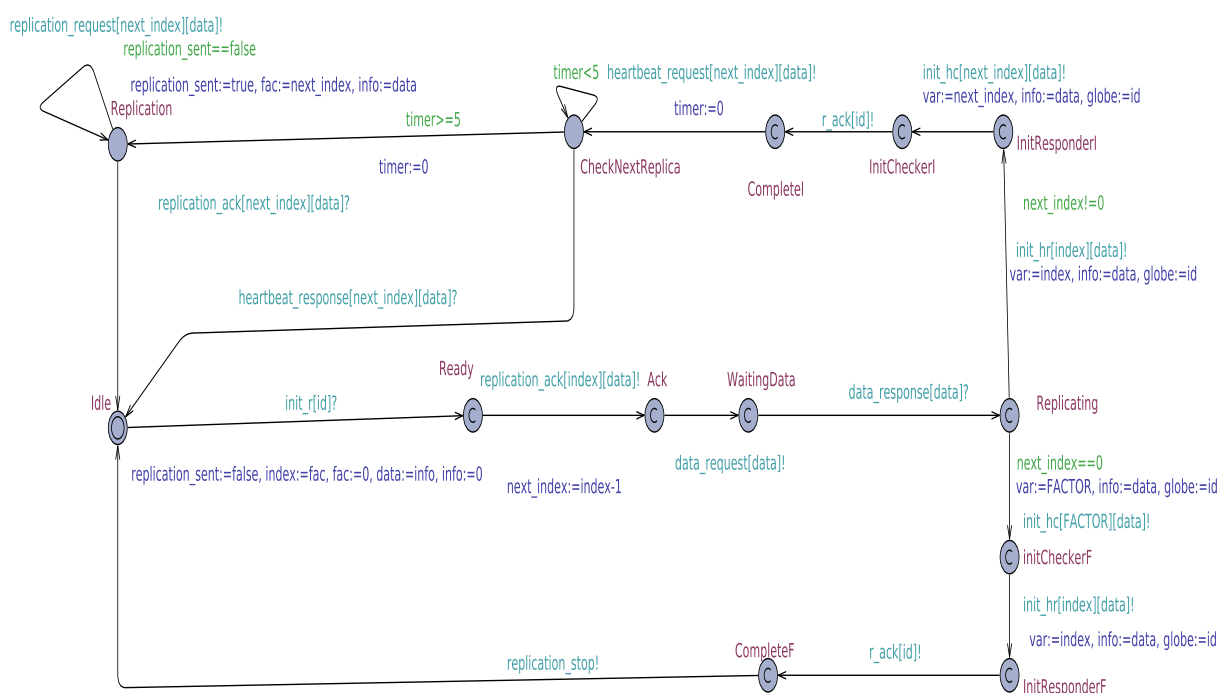 replication_request[next_index][data]!
replication_sent==false
replication_sent:=true, fac:=next_index, info:=data
Replication
timer<5
heartbeat_request[next_index][data]!
init_hc[next_index][data]!
var:=next_index, info:=data, globe:=id
timer:=0
timer>=5
r_ack[id]!
InitResponderI
timer:=0
CheckNextReplica
InitCheckerI
CompleteI
replication_ack[next_index][data]?
next_index!=0
init_hr[index][data]!
var:=index, info:=data, globe:=id
heartbeat_response[next_index][data]?
Ready
replication_ack[index][data]!
Ack
WaitingData
data_response[data]?
Idle
init_r[id]?
Replicating
replication_sent:=false, index:=fac, fac:=0, data:=info, info:=0
next_index:=index-1
data_request[data]!
next_index==0
var:=FACTOR, info:=data, globe:=id
init_hc[FACTOR][data]!
initCheckerF
init_hr[index][data]!
var:=index, info:=data, globe:=id
CompleteF
r_ack[id]!
replication_stop!
InitResponderF
C
C
C
C
C
C
C
C
C
C